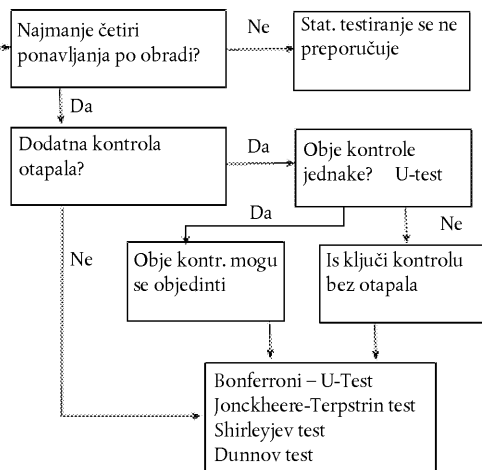 Najmanje četiri
ponavljanja po obradi?
Ne
Stat. testiranje se ne
preporučuje
Da
Dodatna kontrola
otapala?
Da
Obje kontrole
jednake? U-test
Da
Ne
Ne
Obje kontr. mogu
se objedinti
Is ključi kontrolu
bez otapala
Bonferroni – U-Test
Jonckheere-Terpstrin test
Shirleyjev test
Dunnov test